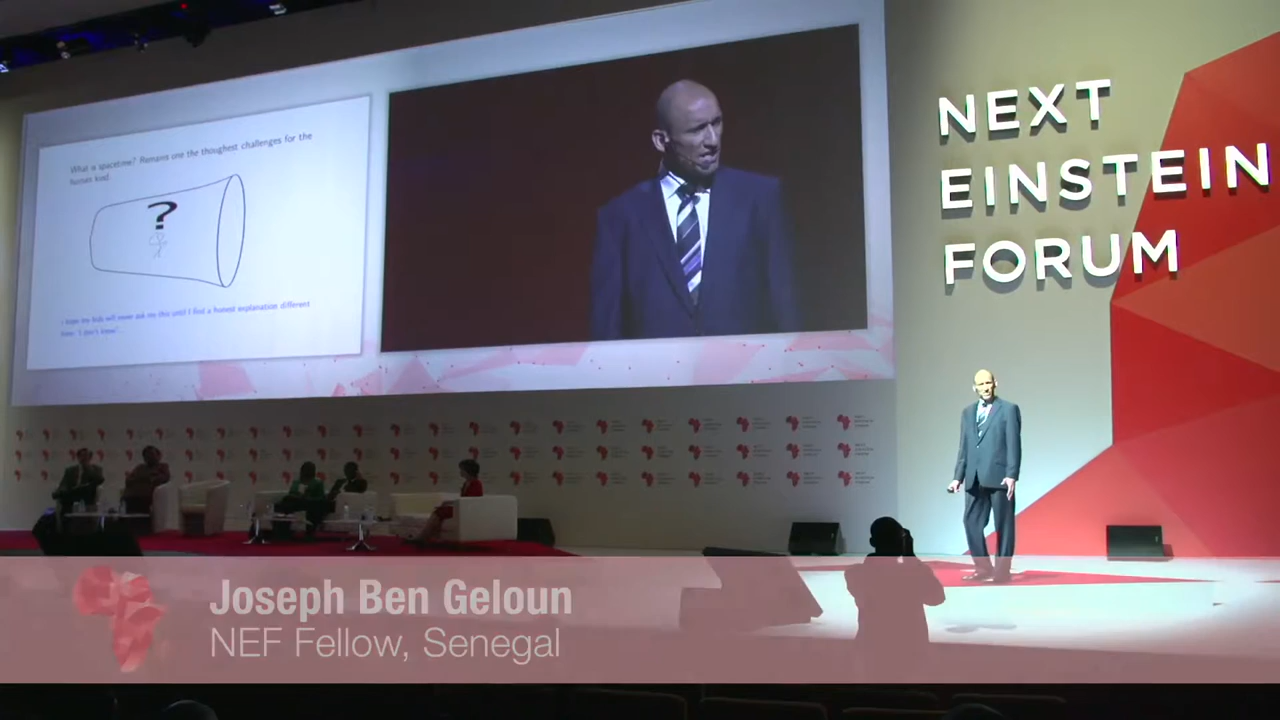 What is spacetime? Remains one the thoughest challenges for the
human kind.
?
I hope my kids will never ask me this until I find a honest explanation different
from: "I don't know"...
NEXT
EINSTEIN
FORUM
Joseph Ben Geloun
NEF Fellow, Senegal